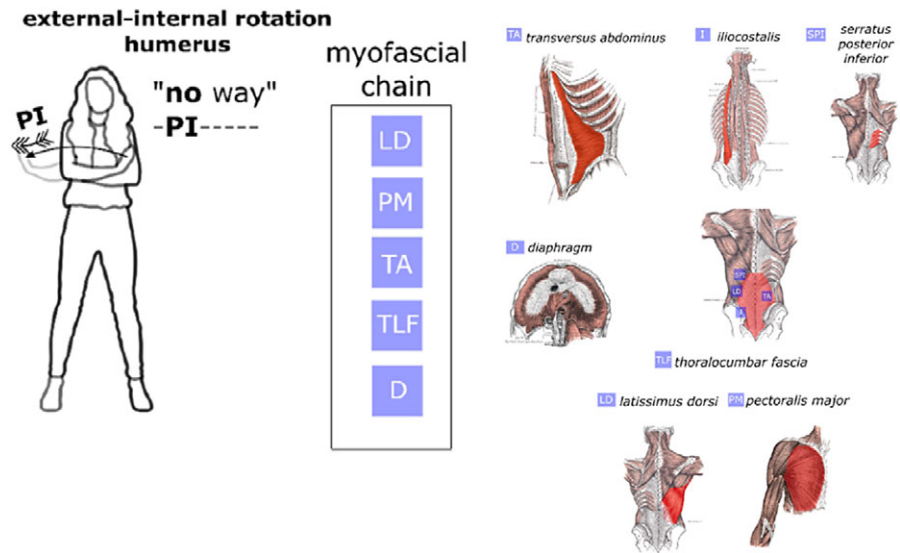 external-internal rotation
humerus
PI
"no way"
-PI-----
myofascial
chain
LD
PM
TA
TLF
D
TA transversus abdominus
I iliocostalis
SPI serratus
posterior
inferior
D diaphragm
SPI
LD
TA
I
TLF thoralocumbar fascia
LD latissimus dorsi
PM pectoralis major